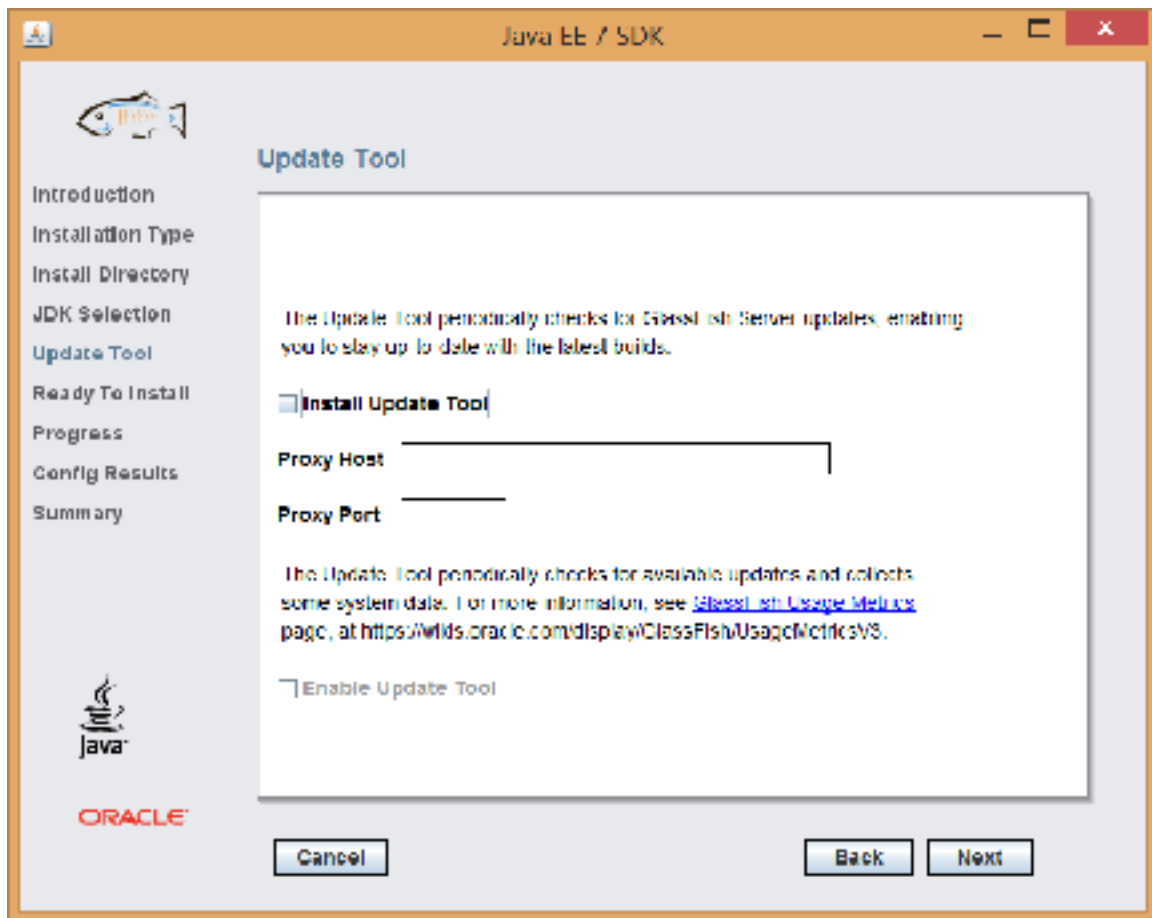 Java EE 7 SDK
Update Tool
Introduction
Installation Type
Install Directory
JDK Selection
Update Tool
Ready To Install
Progress
Config Results
Summary
The Update Tool periodically checks for GlassFish Server updates, enabling
you to stay up to date with the latest builds.
Install Update Tool
Proxy Host
Proxy Port
The Update Tool periodically checks for available updates and collects
some system data. For more information, see GlassFish Usage Metrics
page, at https://wikis.oracle.com/display/GlassFish/UsageMetricsV3.
Enable Update Tool
Java
ORACLE
Cancel
Back
Next